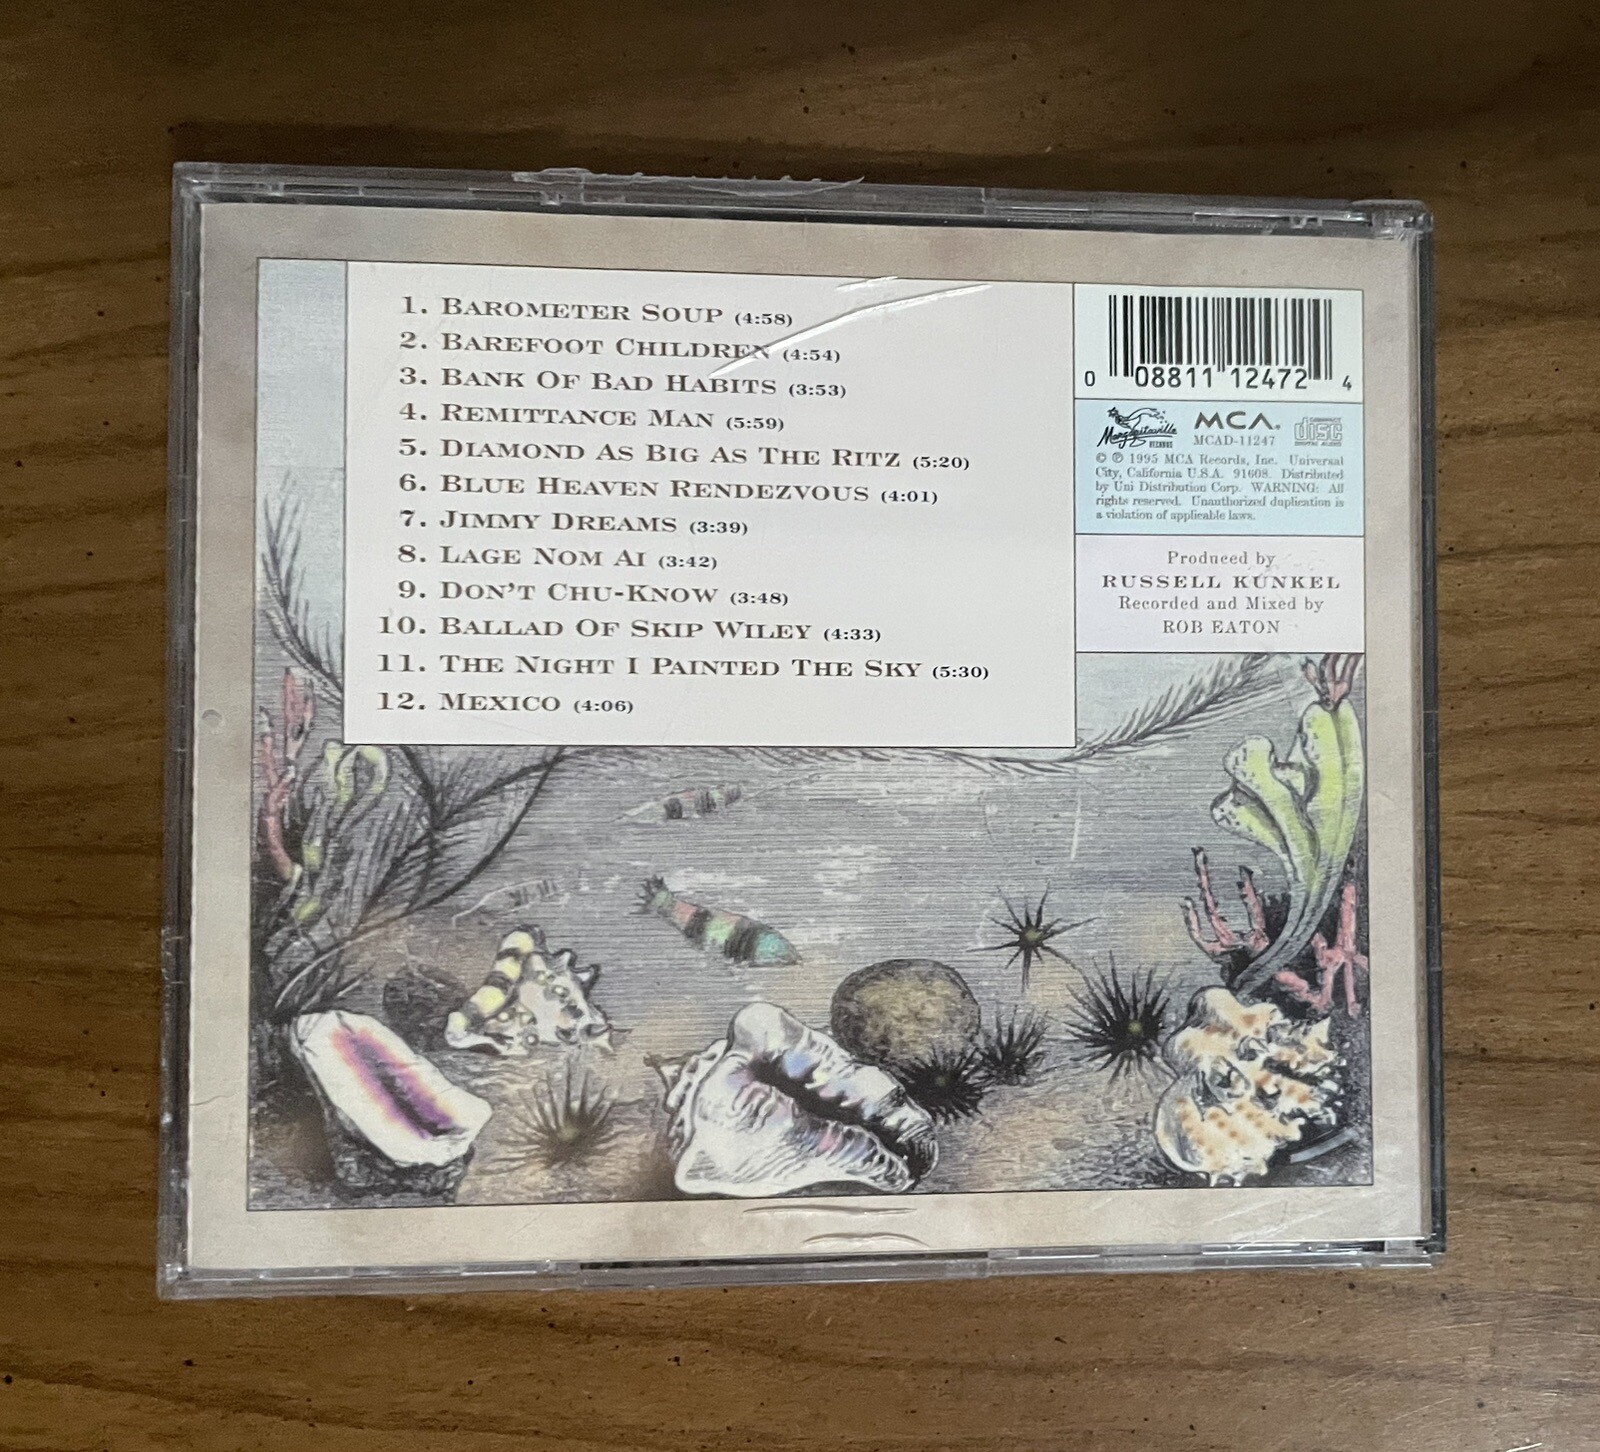 1. BAROMETER SOUP (4:58)
2. BAREFOOT CHILDREN (4:54)
3. BANK OF BAD HABITS (3:53)
4. REMITTANCE MAN (5:59)
5. DIAMOND AS BIG AS THE RITZ (5:20)
6. BLUE HEAVEN RENDEZVOUS (4:01)
7. JIMMY DREAMS (3:39)
8. LAGE NOM AI (3:42)
9. DON'T CHU-KNOW (3:48)
10. BALLAD OF SKIP WILEY (4:33)
11. THE NIGHT I PAINTED THE SKY (5:30)
12. MEXICO (4:06)
0 08811 12472 4
Margaritaville
RECORDS
MCA.
MCAD-11247
COMPACT
disc
DIGITAL AUDIO
© ℗ 1995 MCA Records, Inc. Universal
City, California U.S.A. 91608. Distributed
by Uni Distribution Corp. WARNING: All
rights reserved. Unauthorized duplication is
a violation of applicable laws.
Produced by
RUSSELL KUNKEL
Recorded and Mixed by
ROB EATON